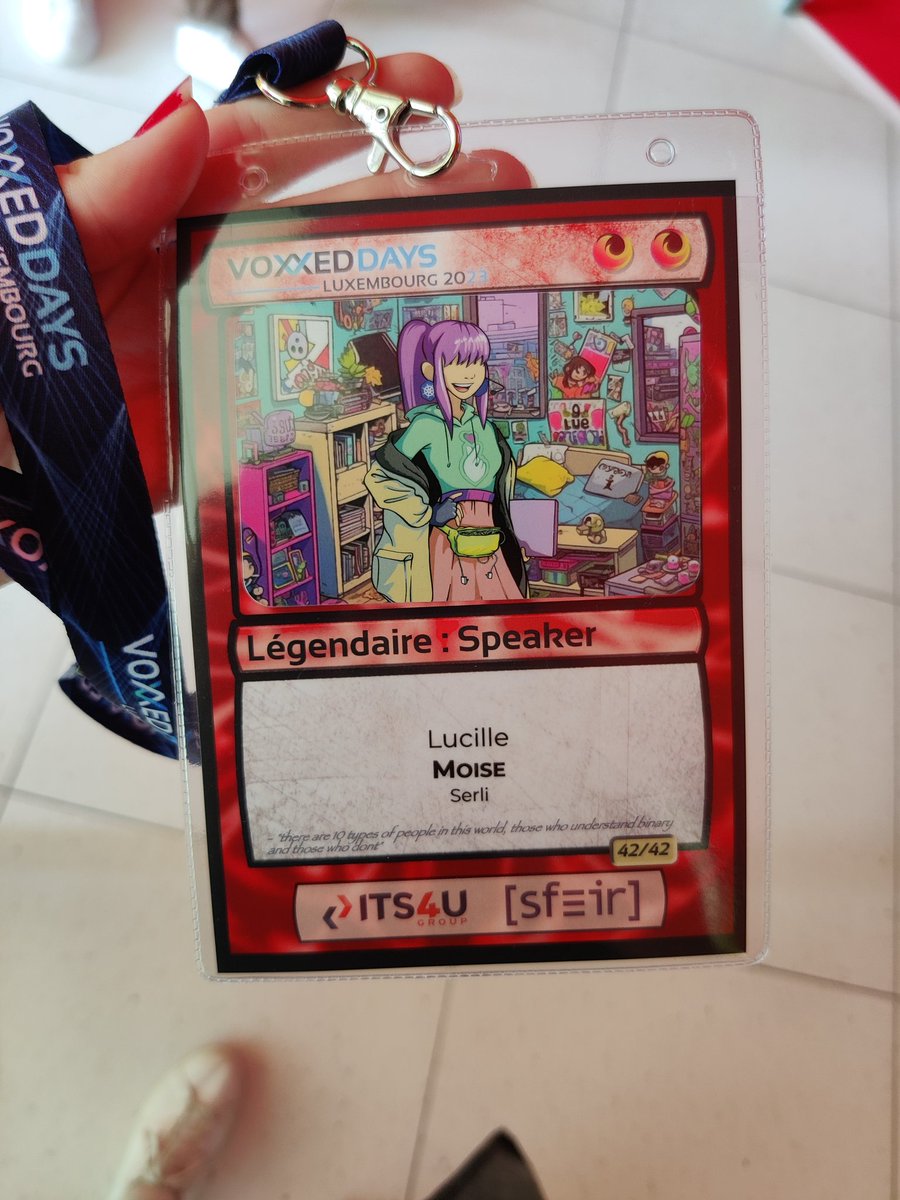 VOXXED DAYS
LUXEMBOURG 2023
Légendaire : Speaker
Lucille
MOISE
Serli
- "there are 10 types of people in this world, those who understand binary
and those who dont"
42/42
ITS4U
GROUP
[sfeir]
VOXXED DAYS
LUXEMBOURG
VOXXED